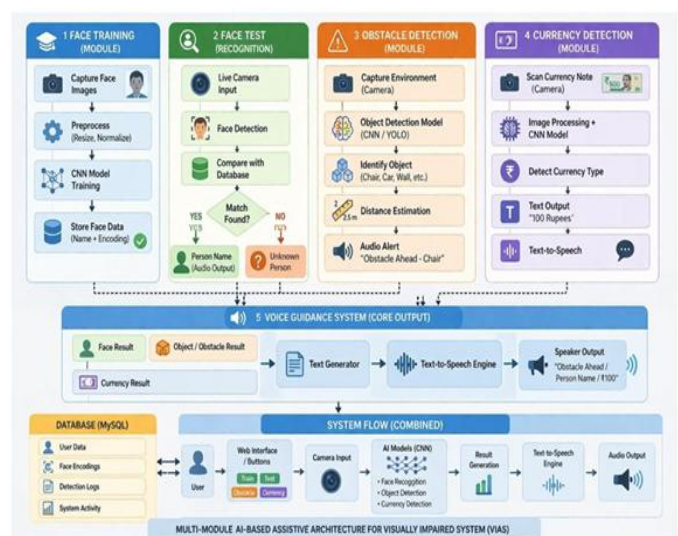 1 FACE TRAINING
(MODULE)
Capture Face
Images
Preprocess
(Resize, Normalize)
CNN Model
Training
Store Face Data
(Name + Encoding)
2 FACE TEST
(RECOGNITION)
Live Camera
input
Face Detection
Compare with
Database
Match
Found?
YES
NO
Person Name
(Audio Output)
Unknown
Person
3 OBSTACLE DETECTION
(MODULE)
Capture Environment
(Camera)
Object Detection Model
(CNN / YOLO)
Identify Object
(Chair, Car, Wall, etc.)
2
2.5 m
Distance Estimation
Audio Alert
"Obstacle Ahead - Chair"
4 CURRENCY DETECTION
(MODULE)
Scan Currency Note
(Camera)
Image Processing +
CNN Model
₹
Detect Currency Type
T
Text Output
"100 Rupees"
Text-to-Speech
5 VOICE GUIDANCE SYSTEM (CORE OUTPUT)
Face Result
Object / Obstacle Result
Currency Result
Text Generator
Text-to-Speech Engine
Speaker Output
"Obstacle Ahead /
Person Name / ₹100"
DATABASE (MySQL)
User Data
Face Encodings
Detection Logs
System Activity
SYSTEM FLOW (COMBINED)
User
Web Interface
/ Buttons
Train
Test
Obstacle
Currency
Camera Input
AI Models (CNN)
• Face Recoggition
• Object Detection
• Currency Detection
Result
Generation
Text-to-Speech
Engine
Audio Output
MULTI-MODULE AI-BASED ASSISTIVE ARCHITECTURE FOR VISUALLY IMPAIRED SYSTEM (VIAS)